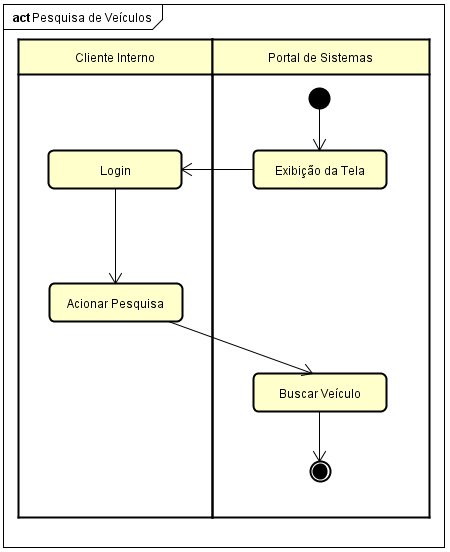 act Pesquisa de Veículos
Cliente Interno
Portal de Sistemas
Exibição da Tela
Login
Acionar Pesquisa
Buscar Veículo